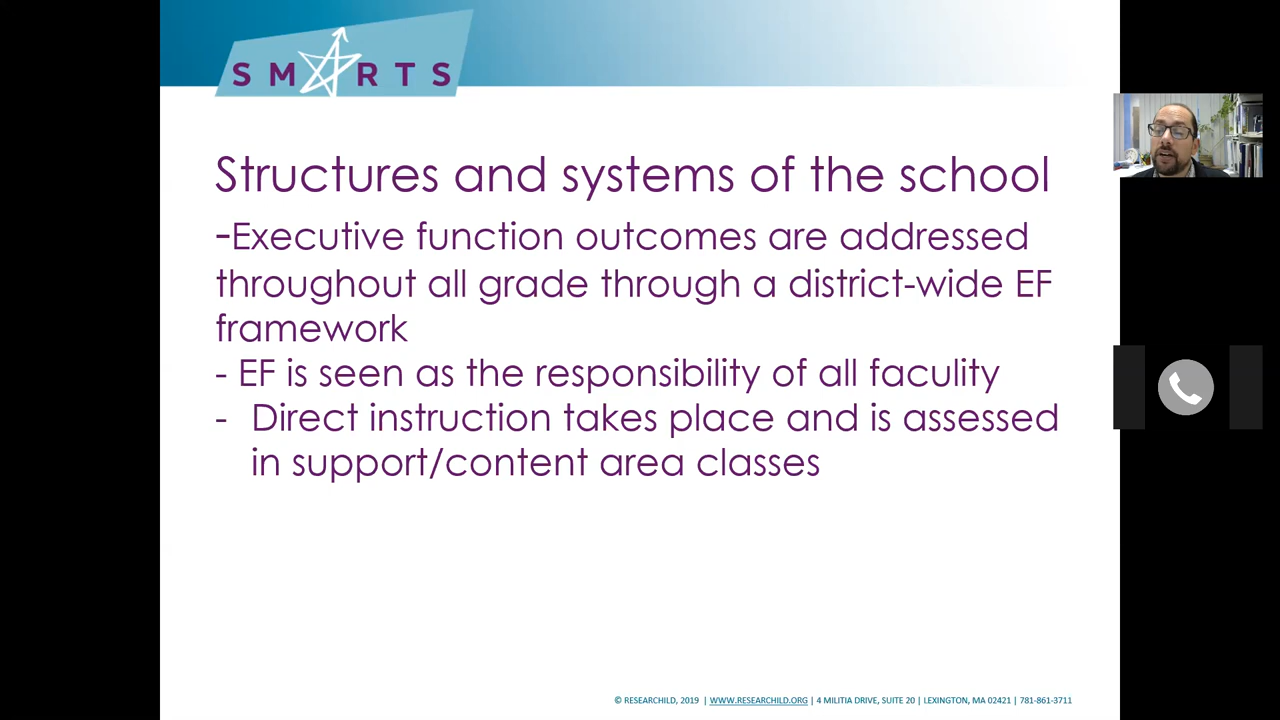 SMARTS
Structures and systems of the school
-Executive function outcomes are addressed
throughout all grade through a district-wide EF
framework
- EF is seen as the responsibility of all faculity
- Direct instruction takes place and is assessed
in support/content area classes
© RESEARCHILD, 2019 | WWW.RESEARCHILD.ORG | 4 MILITIA DRIVE, SUITE 20 | LEXINGTON, MA 02421 | 781-861-3711